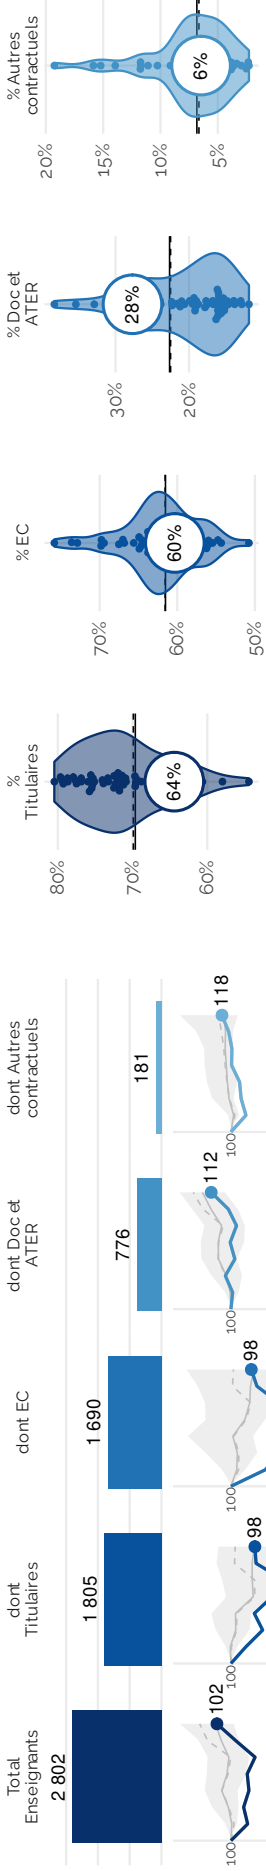 Total
Enseignants
dont
Titulaires
dont EC
dont Doc et
ATER
dont Autres
contractuels
2 802
1 805
1 690
776
181
100
102
100
98
100
98
100
112
100
118
%
Titulaires
80%
70%
60%
64%
% EC
70%
60%
50%
60%
% Doc et
ATER
30%
20%
28%
% Autres
contractuels
20%
15%
10%
5%
6%